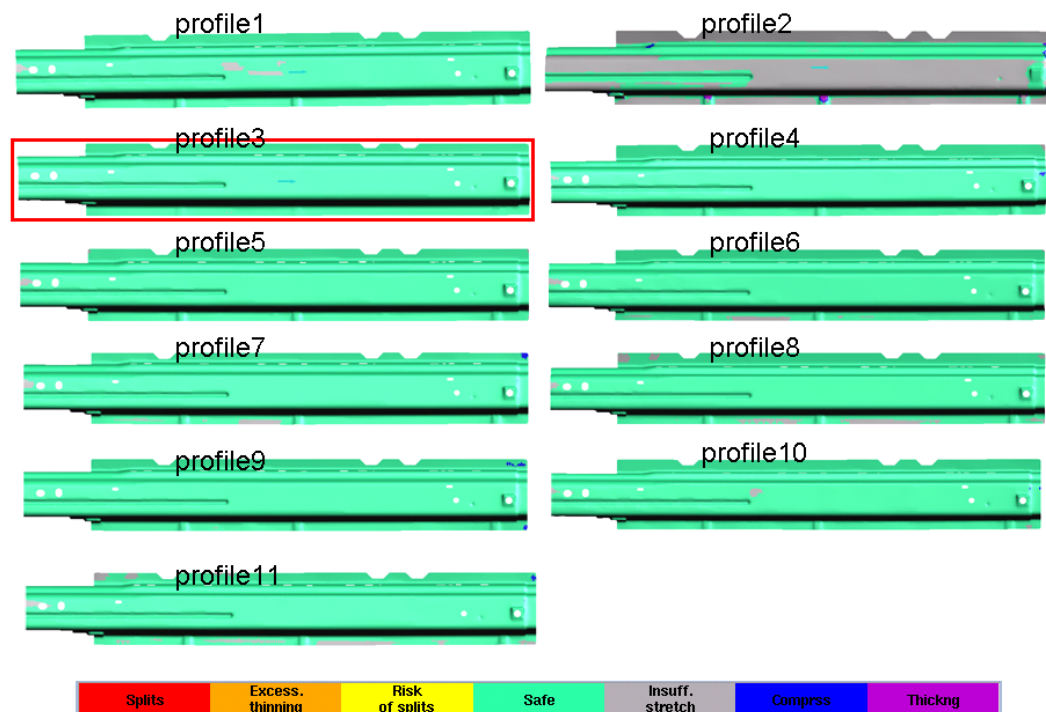 profile1
profile2
profile3
profile4
profile5
profile6
profile7
profile8
profile9
profile10
profile11
Splits
Excess.
thinning
Risk
of splits
Safe
Insuff.
stretch
Comprss
Thickng